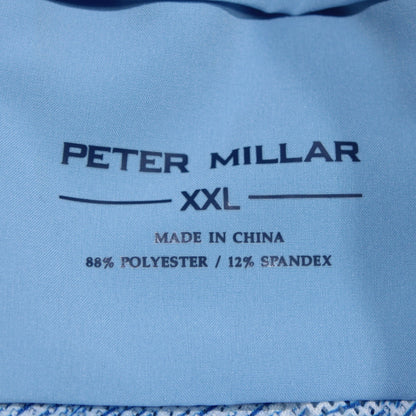 PETER MILLAR
XXL
MADE IN CHINA
88% POLYESTER / 12% SPANDEX